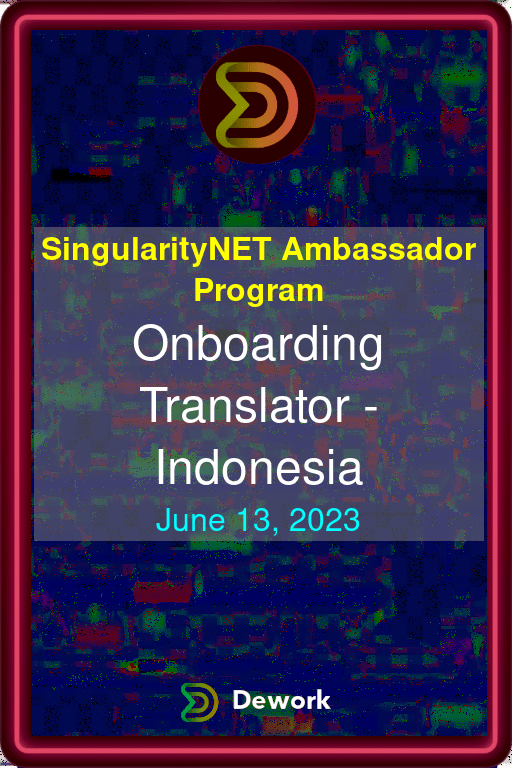 SingularityNET Ambassador
Program
Onboarding
Translator -
Indonesia
June 13, 2023
Dework